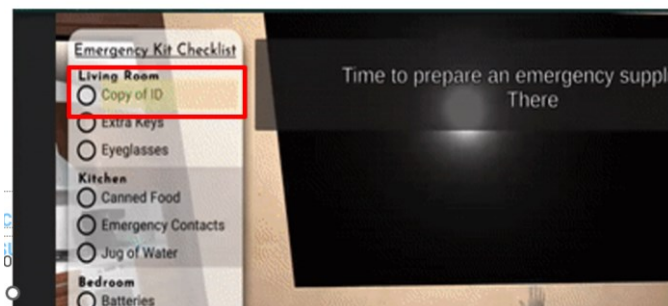 Emergency Kit Checklist
Living Room
Copy of ID
Extra Keys
Eyeglasses
Kitchen
Canned Food
Emergency Contacts
Jug of Water
Bedroom
Batteries
Time to prepare an emergency suppl
There